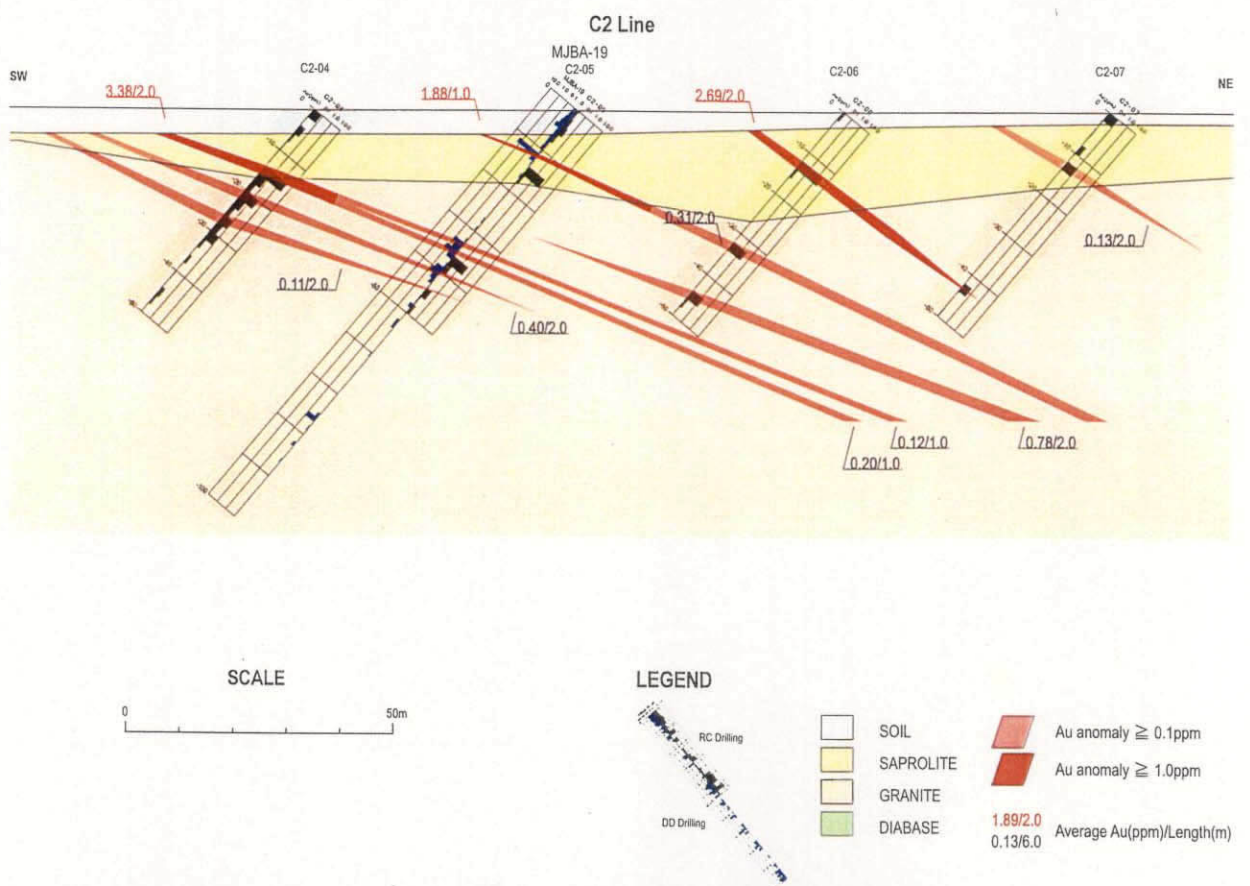 C2 Line
MJBA-19
SW
C2-04
C2-05
C2-06
C2-07
NE
3.38/2.0
1.88/1.0
2.69/2.0
0.31/2.0
0.13/2.0
0.11/2.0
0.40/2.0
0.12/1.0
0.78/2.0
0.20/1.0
SCALE
0
50m
LEGEND
RC Drilling
DD Drilling
SOIL
SAPROLITE
GRANITE
DIABASE
Au anomaly ≧ 0.1ppm
Au anomaly ≧ 1.0ppm
1.89/2.0
0.13/6.0
Average Au(ppm)/Length(m)